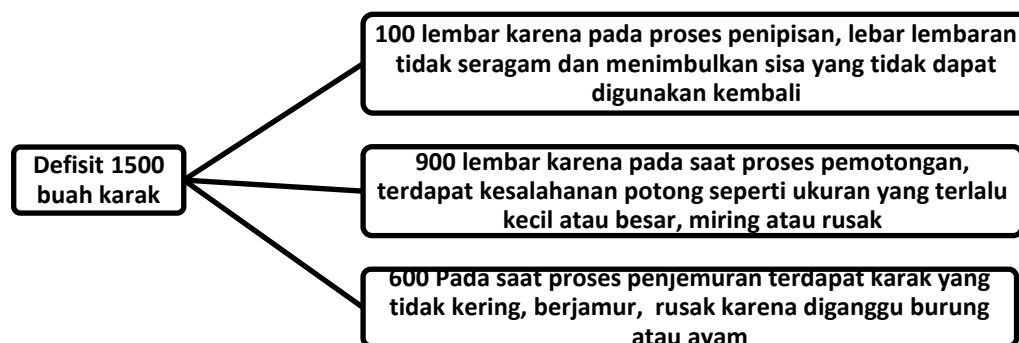 100 lembar karena pada proses penipisan, lebar lembaran
tidak seragam dan menimbulkan sisa yang tidak dapat
digunakan kembali
Defisit 1500
buah karak
900 lembar karena pada saat proses pemotongan,
terdapat kesalahanan potong seperti ukuran yang terlalu
kecil atau besar, miring atau rusak
600 Pada saat proses penjemuran terdapat karak yang
tidak kering, berjamur, rusak karena diganggu burung
atau ayam